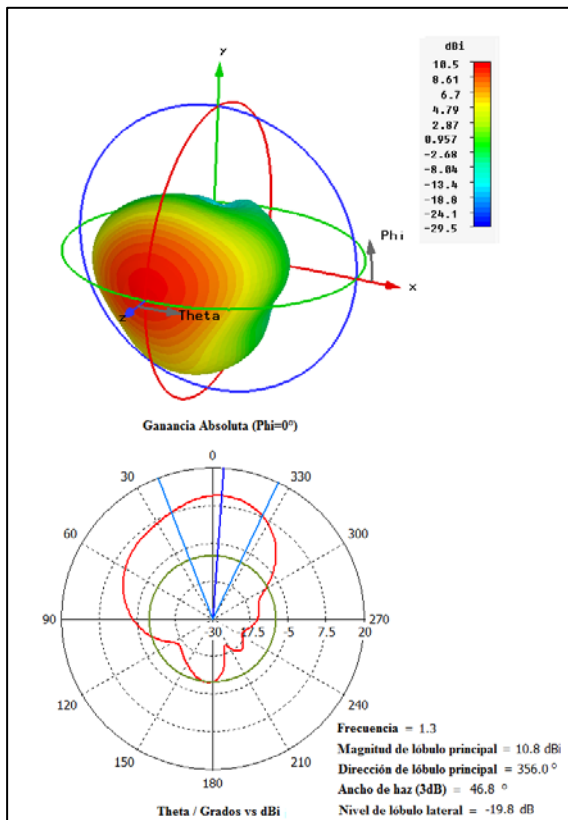 y
dBi
10.5
8.61
6.7
4.79
2.87
0.957
-2.68
-8.04
-13.4
-18.8
-24.1
-29.5
Phi
x
z
Theta
Ganancia Absoluta (Phi=0°)
0
30
330
60
300
90
30
17.5
-5
7.5
20
270
120
240
150
210
180
Frecuencia = 1.3
Magnitud de lóbulo principal = 10.8 dBi
Dirección de lóbulo principal = 356.0 °
Ancho de haz (3dB) = 46.8 °
Nivel de lóbulo lateral = -19.8 dB
Theta / Grados vs dBi